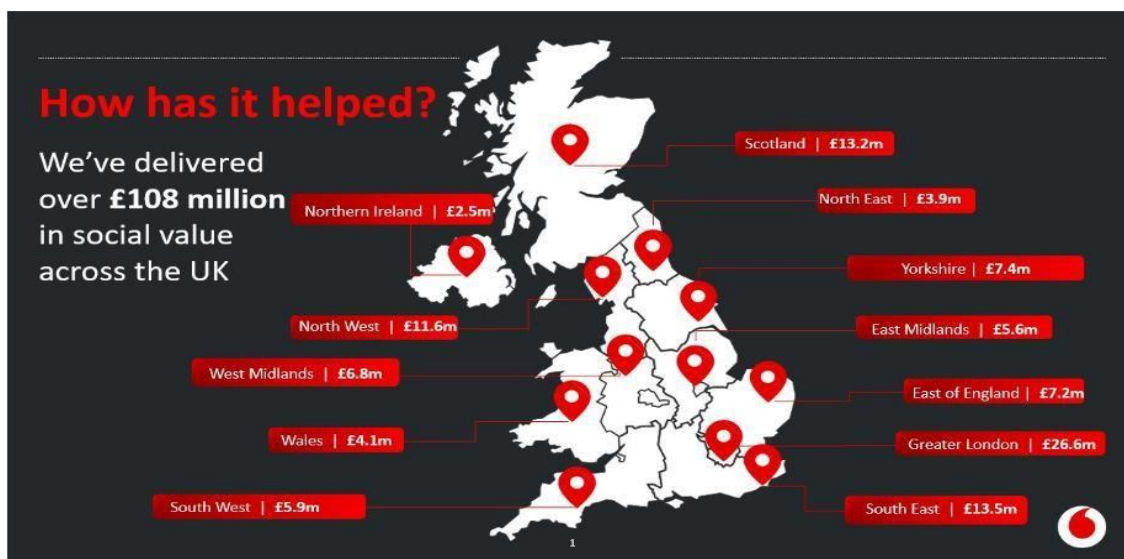 How has it helped?
We've delivered
over £108 million
in social value
across the UK
Scotland | £13.2m
North East | £3.9m
Northern Ireland | £2.5m
Yorkshire | £7.4m
North West | £11.6m
East Midlands | £5.6m
West Midlands | £6.8m
East of England | £7.2m
Wales | £4.1m
Greater London | £26.6m
South West | £5.9m
South East | £13.5m
1